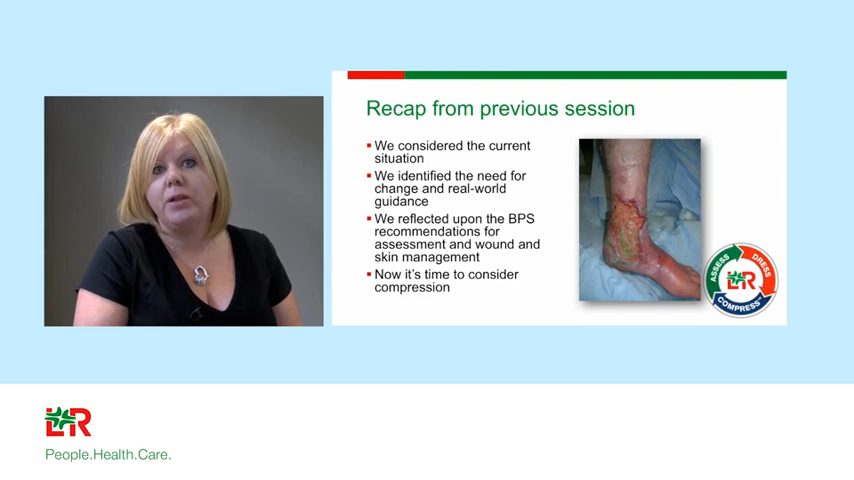 Recap from previous session
▪ We considered the current
situation
▪ We identified the need for
change and real-world
guidance
▪ We reflected upon the BPS
recommendations for
assessment and wound and
skin management
▪ Now it's time to consider
compression
ASSESS
DRESS
L&R
COMPRESS™
L&R
People.Health.Care.